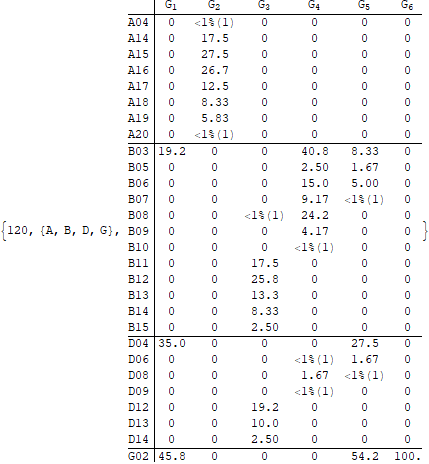 G1 G2 G3 G4 G5 G6
A04 0 <1%(1) 0 0 0 0
A14 0 17.5 0 0 0 0
A15 0 27.5 0 0 0 0
A16 0 26.7 0 0 0 0
A17 0 12.5 0 0 0 0
A18 0 8.33 0 0 0 0
A19 0 5.83 0 0 0 0
A20 0 <1%(1) 0 0 0 0
B03 19.2 0 0 40.8 8.33 0
B05 0 0 0 2.50 1.67 0
B06 0 0 0 15.0 5.00 0
B07 0 0 0 9.17 <1%(1) 0
B08 0 0 <1%(1) 24.2 0 0
{120, {A, B, D, G}, B09 0 0 0 4.17 0 0 }
B10 0 0 0 <1%(1) 0 0
B11 0 0 17.5 0 0 0
B12 0 0 25.8 0 0 0
B13 0 0 13.3 0 0 0
B14 0 0 8.33 0 0 0
B15 0 0 2.50 0 0 0
D04 35.0 0 0 0 27.5 0
D06 0 0 0 <1%(1) 1.67 0
D08 0 0 0 1.67 <1%(1) 0
D09 0 0 0 <1%(1) 0 0
D12 0 0 19.2 0 0 0
D13 0 0 10.0 0 0 0
D14 0 0 2.50 0 0 0
G02 45.8 0 0 0 54.2 100.